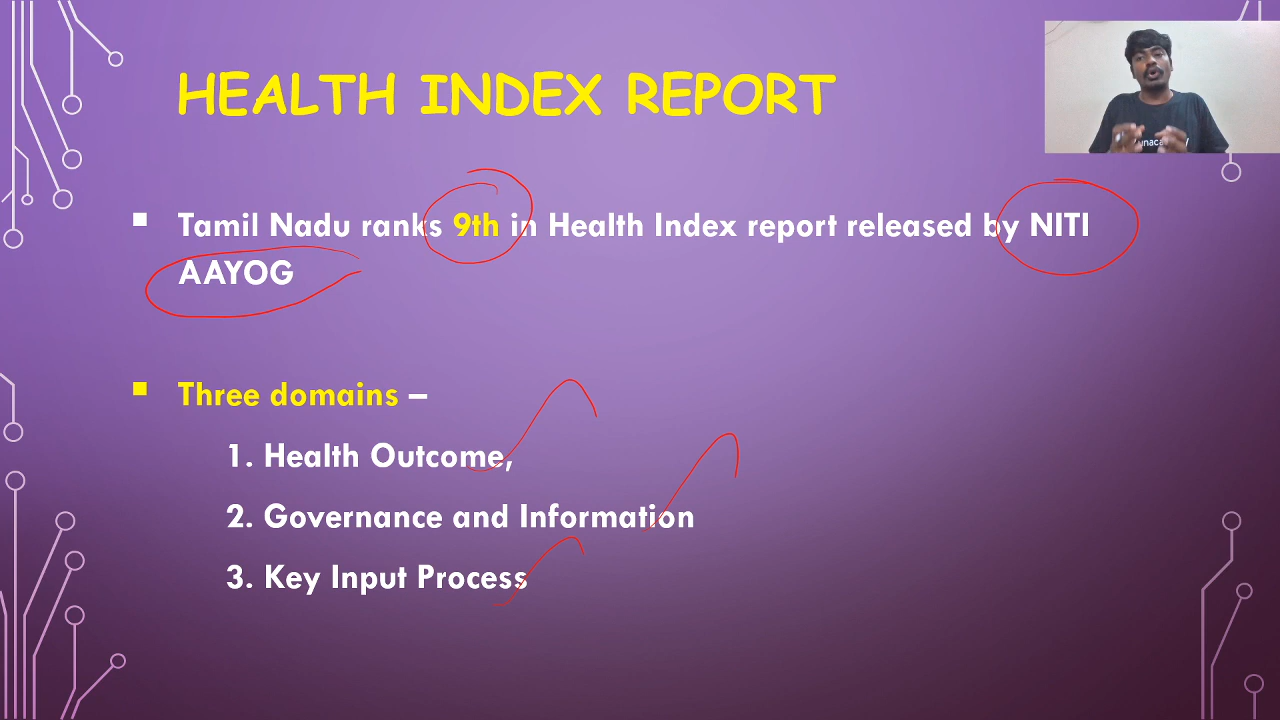 HEALTH INDEX REPORT
Tamil Nadu ranks 9th in Health Index report released by NITI
AAYOG
Three domains –
1. Health Outcome,
2. Governance and Information
3. Key Input Process